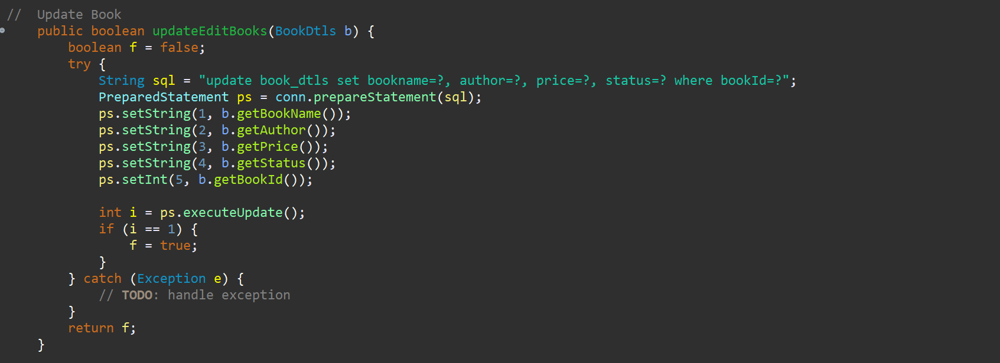 //  Update Book
    public boolean updateEditBooks(BookDtls b) {
        boolean f = false;
        try {
            String sql = "update book_dtls set bookname=?, author=?, price=?, status=? where bookId=?";
            PreparedStatement ps = conn.prepareStatement(sql);
            ps.setString(1, b.getBookName());
            ps.setString(2, b.getAuthor());
            ps.setString(3, b.getPrice());
            ps.setString(4, b.getStatus());
            ps.setInt(5, b.getBookId());

            int i = ps.executeUpdate();
            if (i == 1) {
                f = true;
            }
        } catch (Exception e) {
            // TODO: handle exception
        }
        return f;
    }